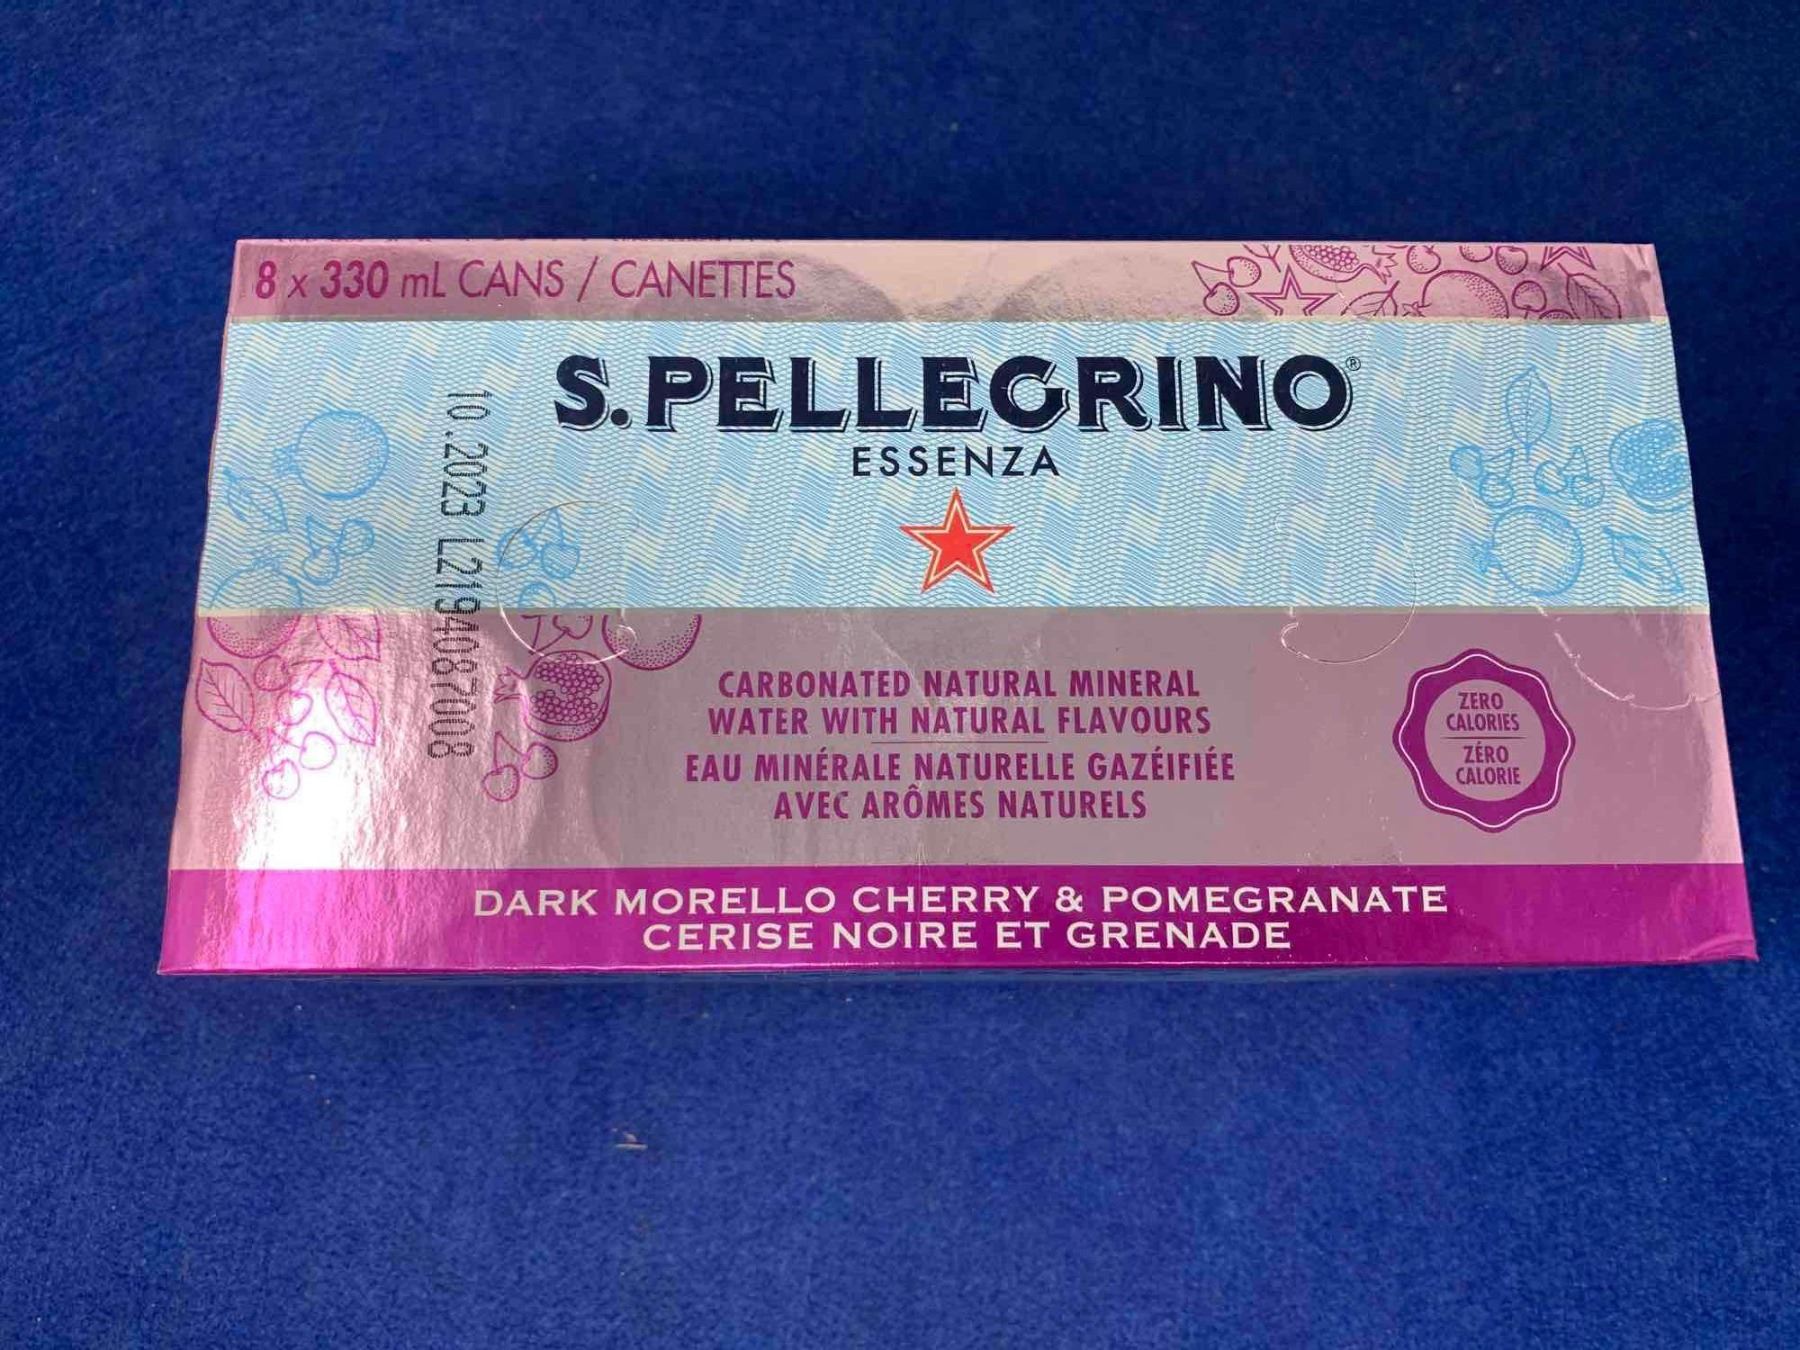 8 x 330 mL CANS / CANETTES
S.PELLEGRINO®
ESSENZA
10.2023 L2194087008
CARBONATED NATURAL MINERAL
WATER WITH NATURAL FLAVOURS
EAU MINÉRALE NATURELLE GAZÉIFIÉE
AVEC ARÔMES NATURELS
ZERO
CALORIES
ZÉRO
CALORIE
DARK MORELLO CHERRY & POMEGRANATE
CERISE NOIRE ET GRENADE